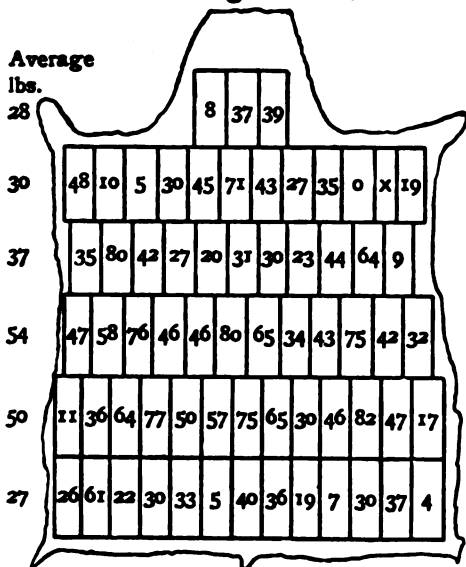 Average
lbs.
28 8 37 39
30 48 10 5 30 45 71 43 27 35 0 x 19
37 35 80 42 27 20 31 30 23 44 64 9
54 47 58 76 46 46 80 65 34 43 75 42 32
50 11 36 64 77 50 57 75 65 30 46 82 47 17
27 26 61 22 30 33 5 40 36 19 7 30 37 4